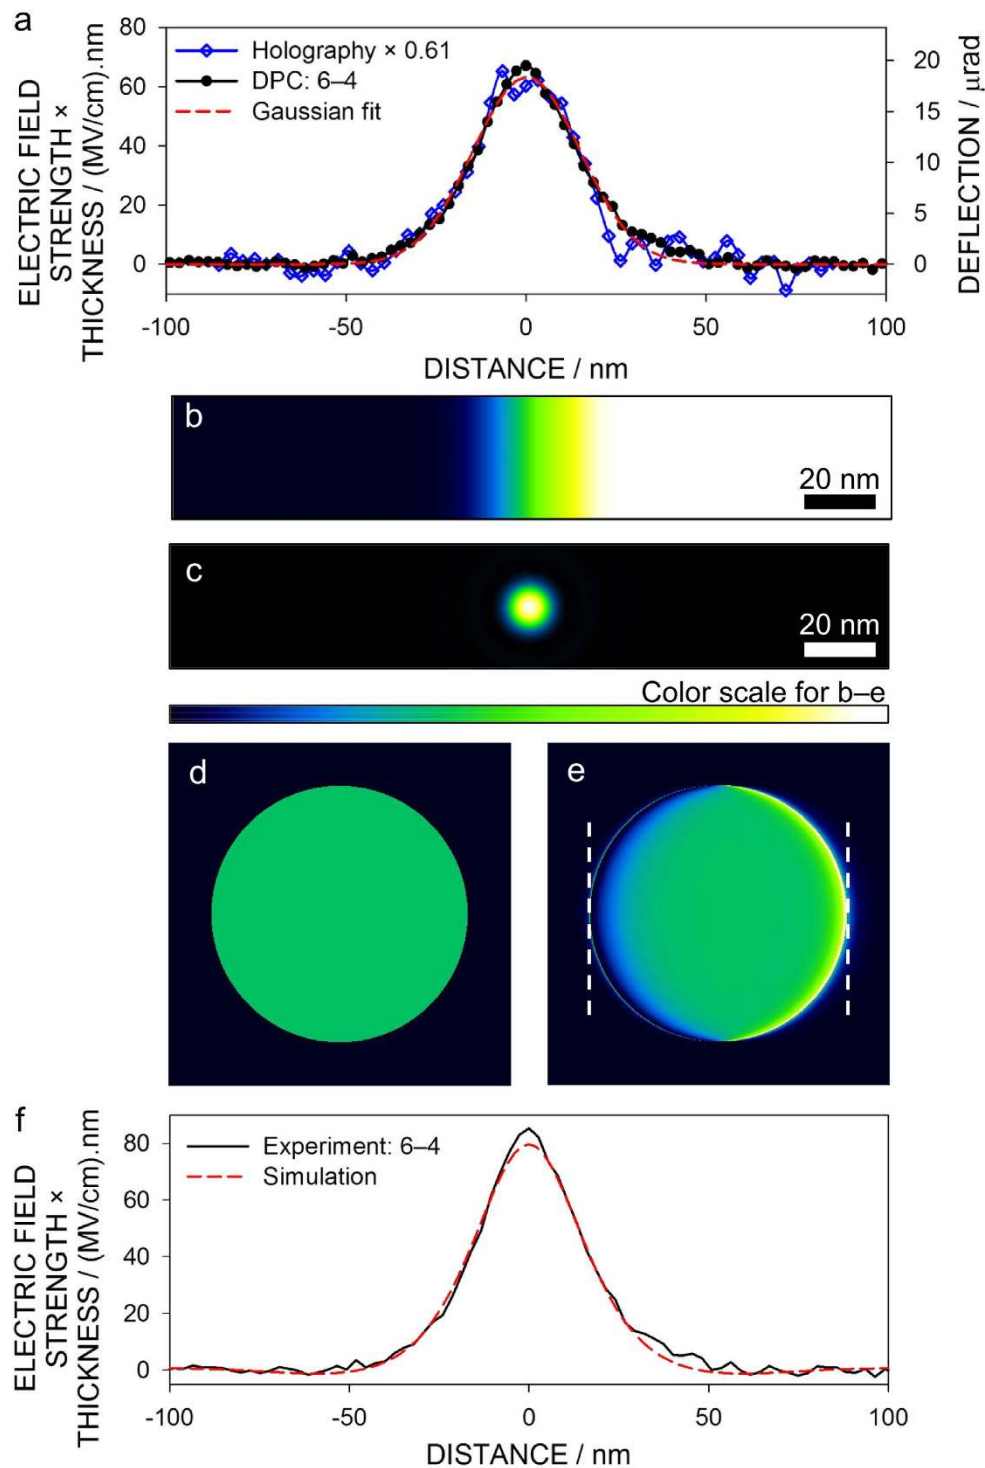 a
ELECTRIC FIELD
STRENGTH ×
THICKNESS / (MV/cm).nm
80
60
40
20
0
Holography × 0.61
DPC: 6–4
Gaussian fit
20
15
10
5
0
DEFLECTION / μrad
-100 -50 0 50 100
DISTANCE / nm
b
20 nm
c
20 nm
Color scale for b–e
d
e
f
ELECTRIC FIELD
STRENGTH ×
THICKNESS / (MV/cm).nm
80
60
40
20
0
Experiment: 6–4
Simulation
-100 -50 0 50 100
DISTANCE / nm